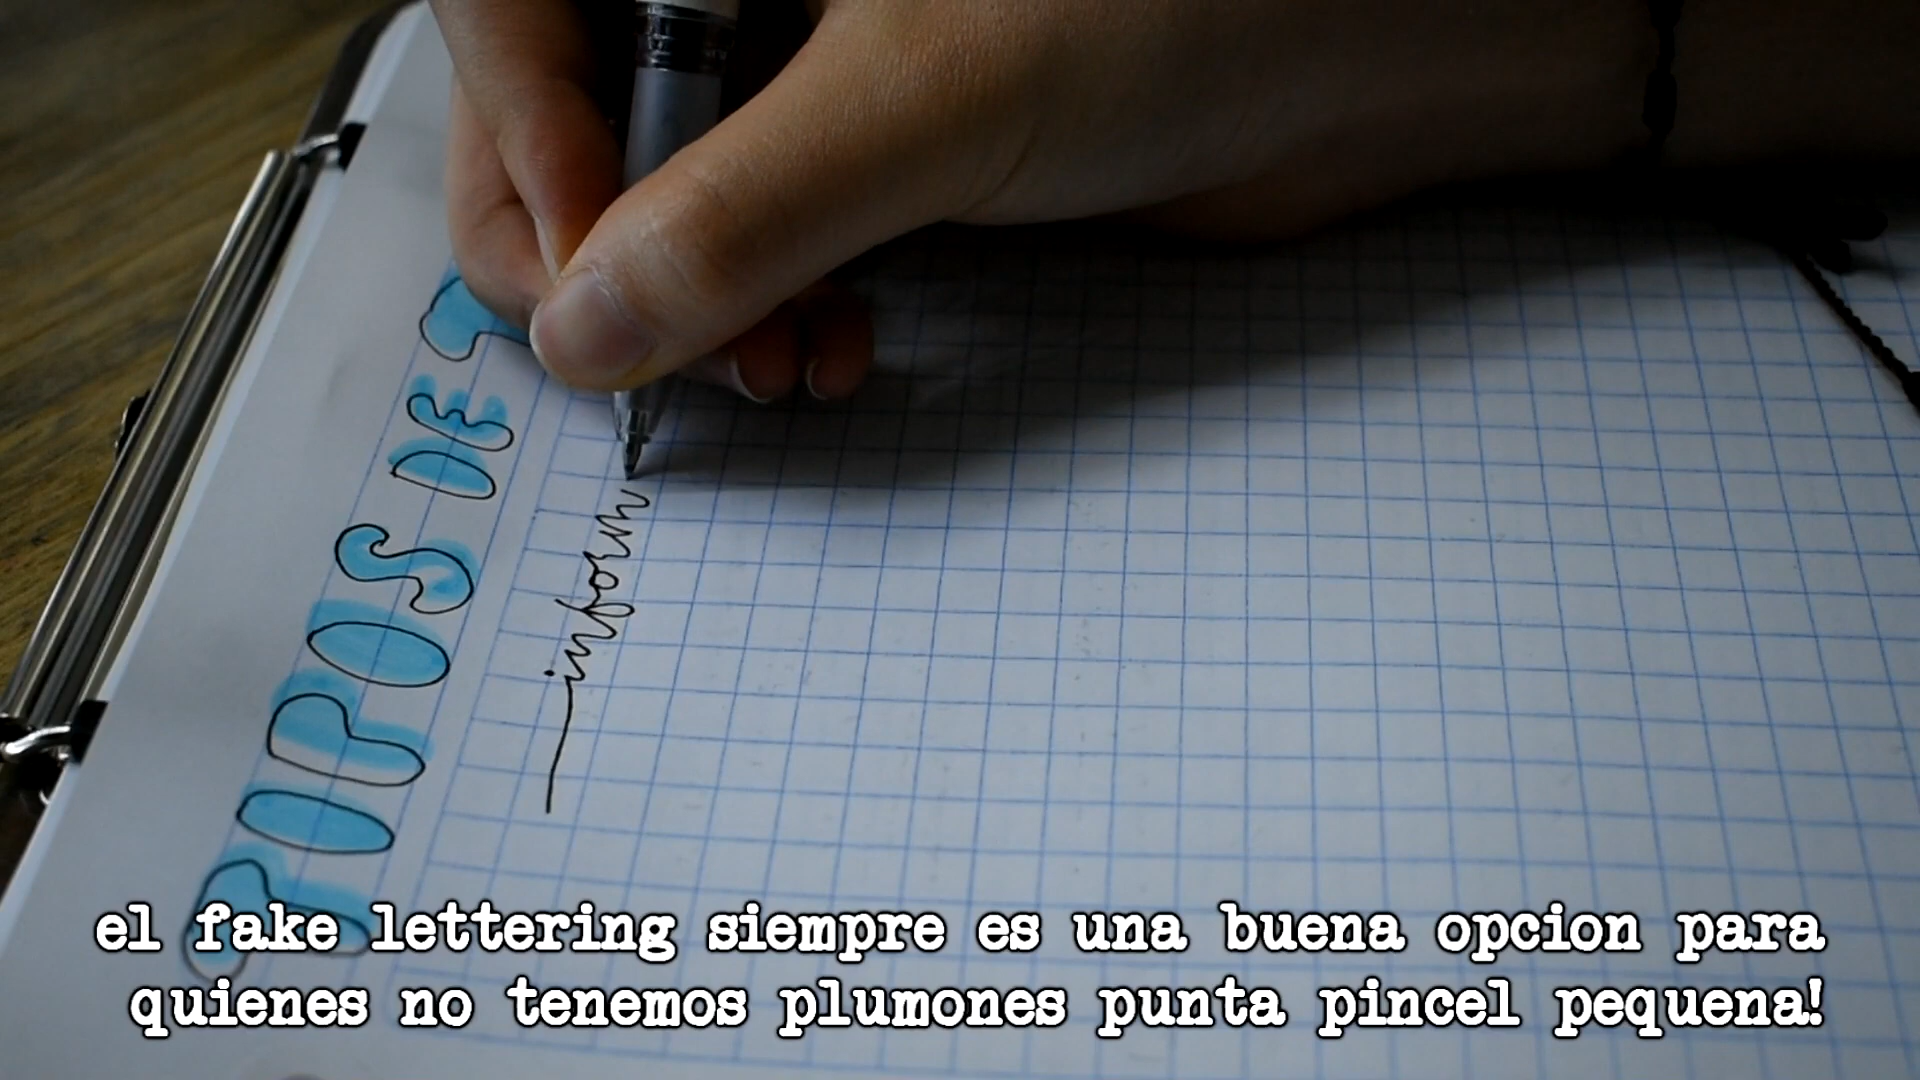 TIPOS DE T
inform
el fake lettering siempre es una buena opcion para
quienes no tenemos plumones punta pincel pequena!